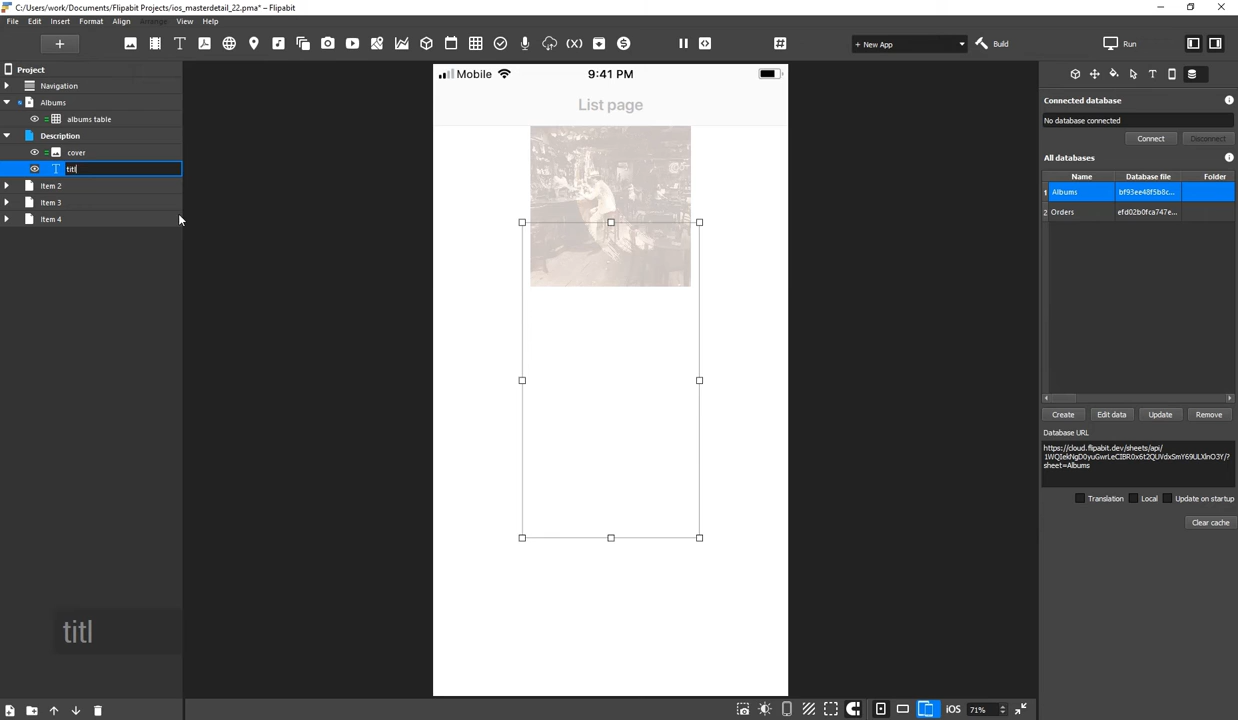 C:/Users/work/Documents/Flipabit Projects/ios_masterdetail_22.pma* – Flipabit
File Edit Insert Format Align Arrange View Help
+ New App
Build
Run
Project
Navigation
Albums
albums table
Description
cover
titl
Item 2
Item 3
Item 4
titl
Mobile
9:41 PM
List page
Connected database
No database connected
Connect Disconnect
All databases
Name Database file Folder
1 Albums bf93ee48f5b8c...
2 Orders efd02b0fca747e...
Create Edit data Update Remove
Database URL
https://cloud.flipabit.dev/sheets/api/
sheet=Albums
Translation Local Update on startup
Clear cache
iOS 71%